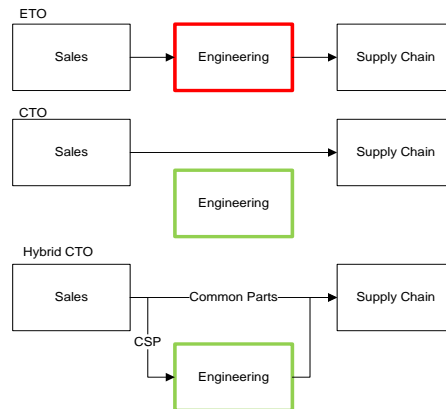 ETO
Sales
Engineering
Supply Chain
CTO
Sales
Supply Chain
Engineering
Hybrid CTO
Sales
Common Parts
Supply Chain
CSP
Engineering